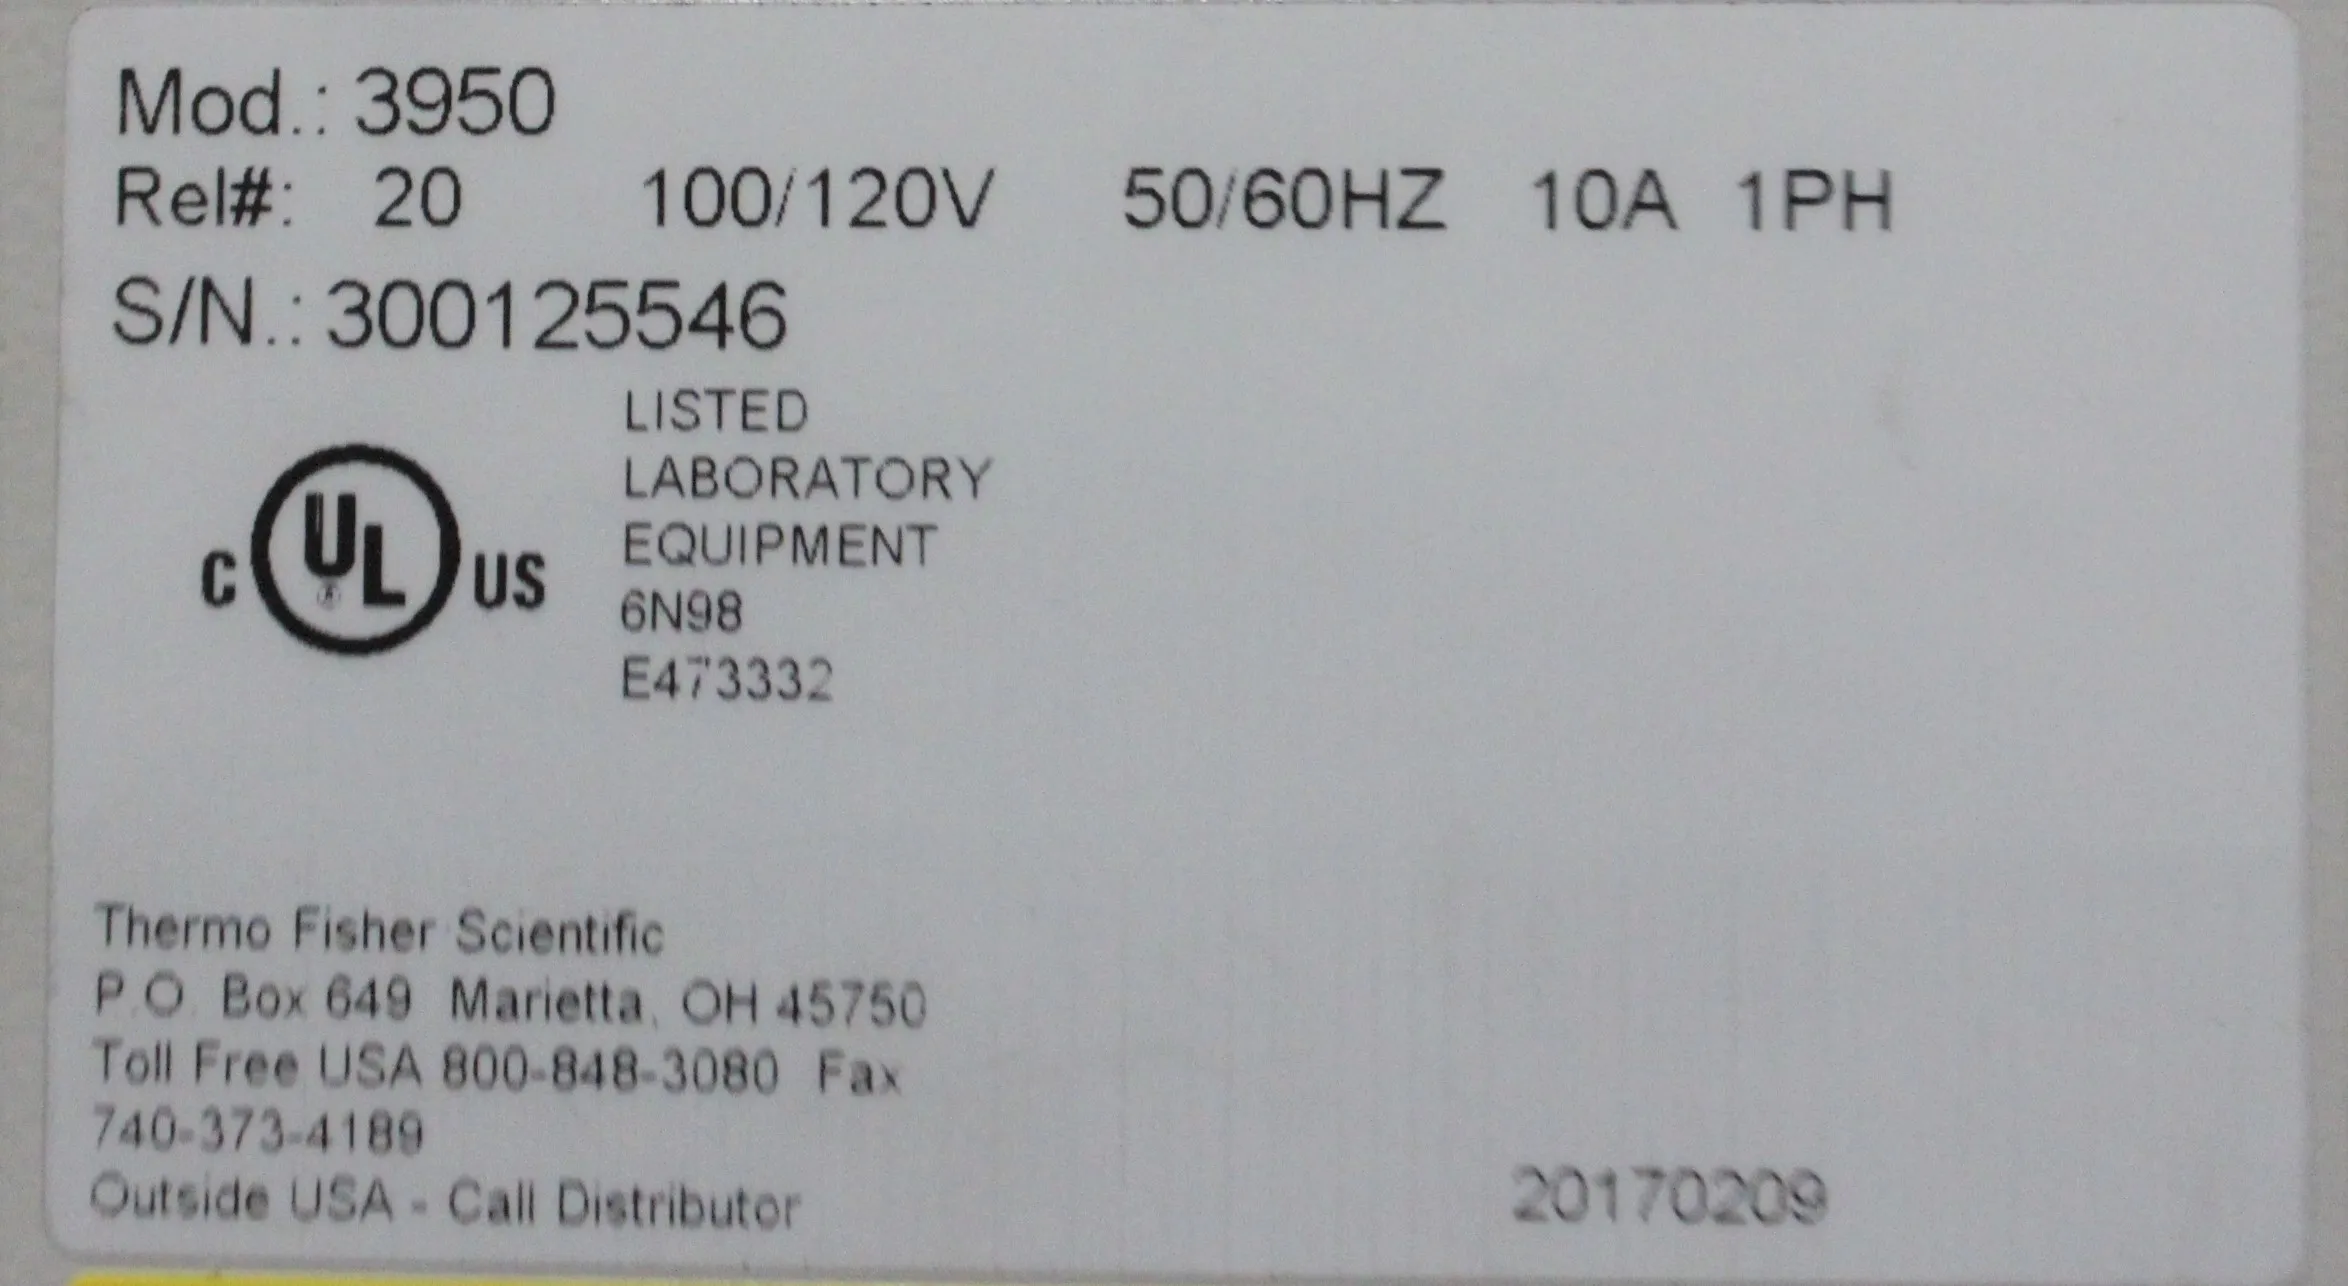 Mod.: 3950
Rel#: 20 100/120V 50/60HZ 10A 1PH
S/N.: 300125546
LISTED
LABORATORY
EQUIPMENT
6N98
E473332
C UL US
Thermo Fisher Scientific
P.O. Box 649 Marietta, OH 45750
Toll Free USA 800-848-3080 Fax
740-373-4189
Outside USA - Call Distributor
20170209